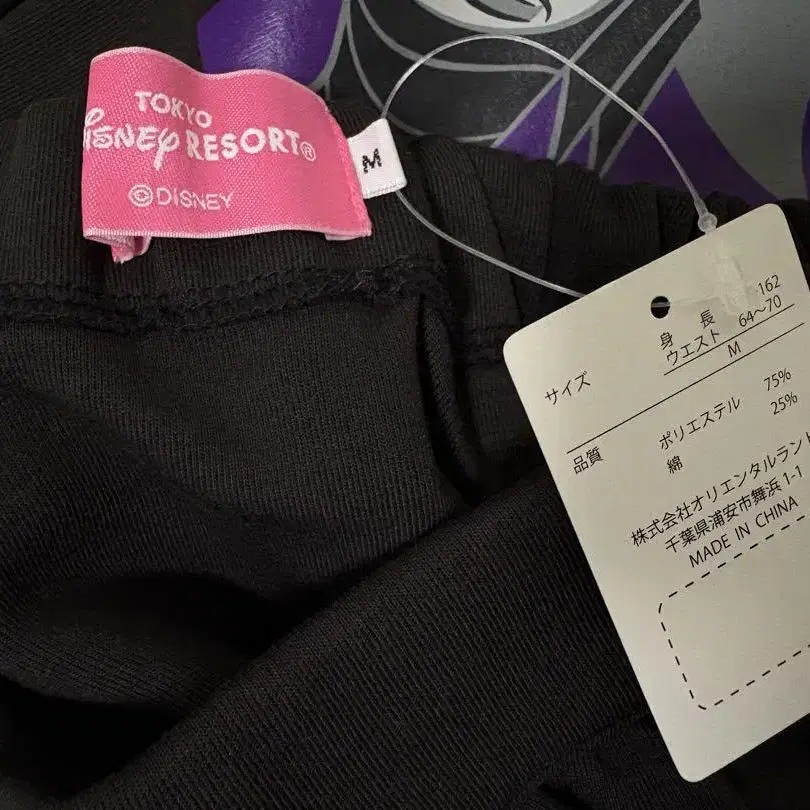 TOKYO
Disney RESORT®
©DISNEY
M
サイズ
身長 162
ウエスト 64～70
M
品質
ポリエステル 75%
綿 25%
株式会社オリエンタルランド
千葉県浦安市舞浜1-1
MADE IN CHINA